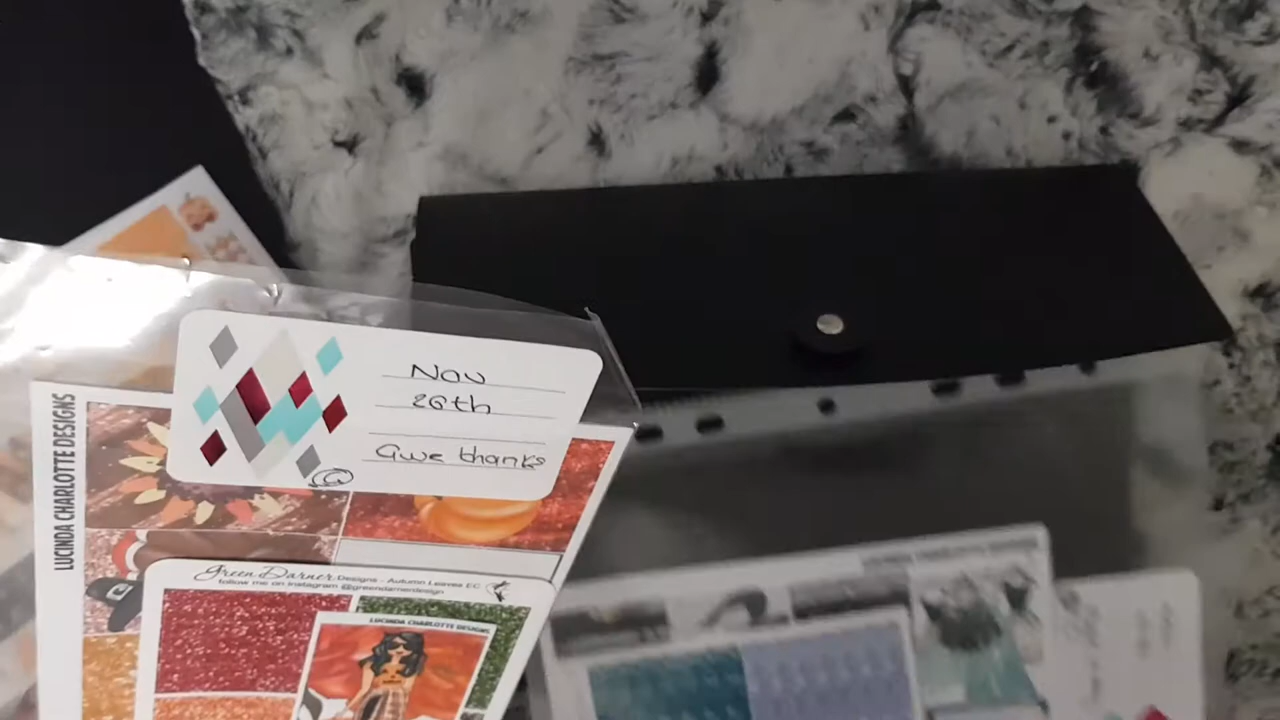 Nov
26th
Give thanks
LUCINDA CHARLOTTE DESIGNS
Green Darner Designs - Autumn Leaves EC
follow me on instagram @greendarnerdesign
LUCINDA CHARLOTTE DESIGNS